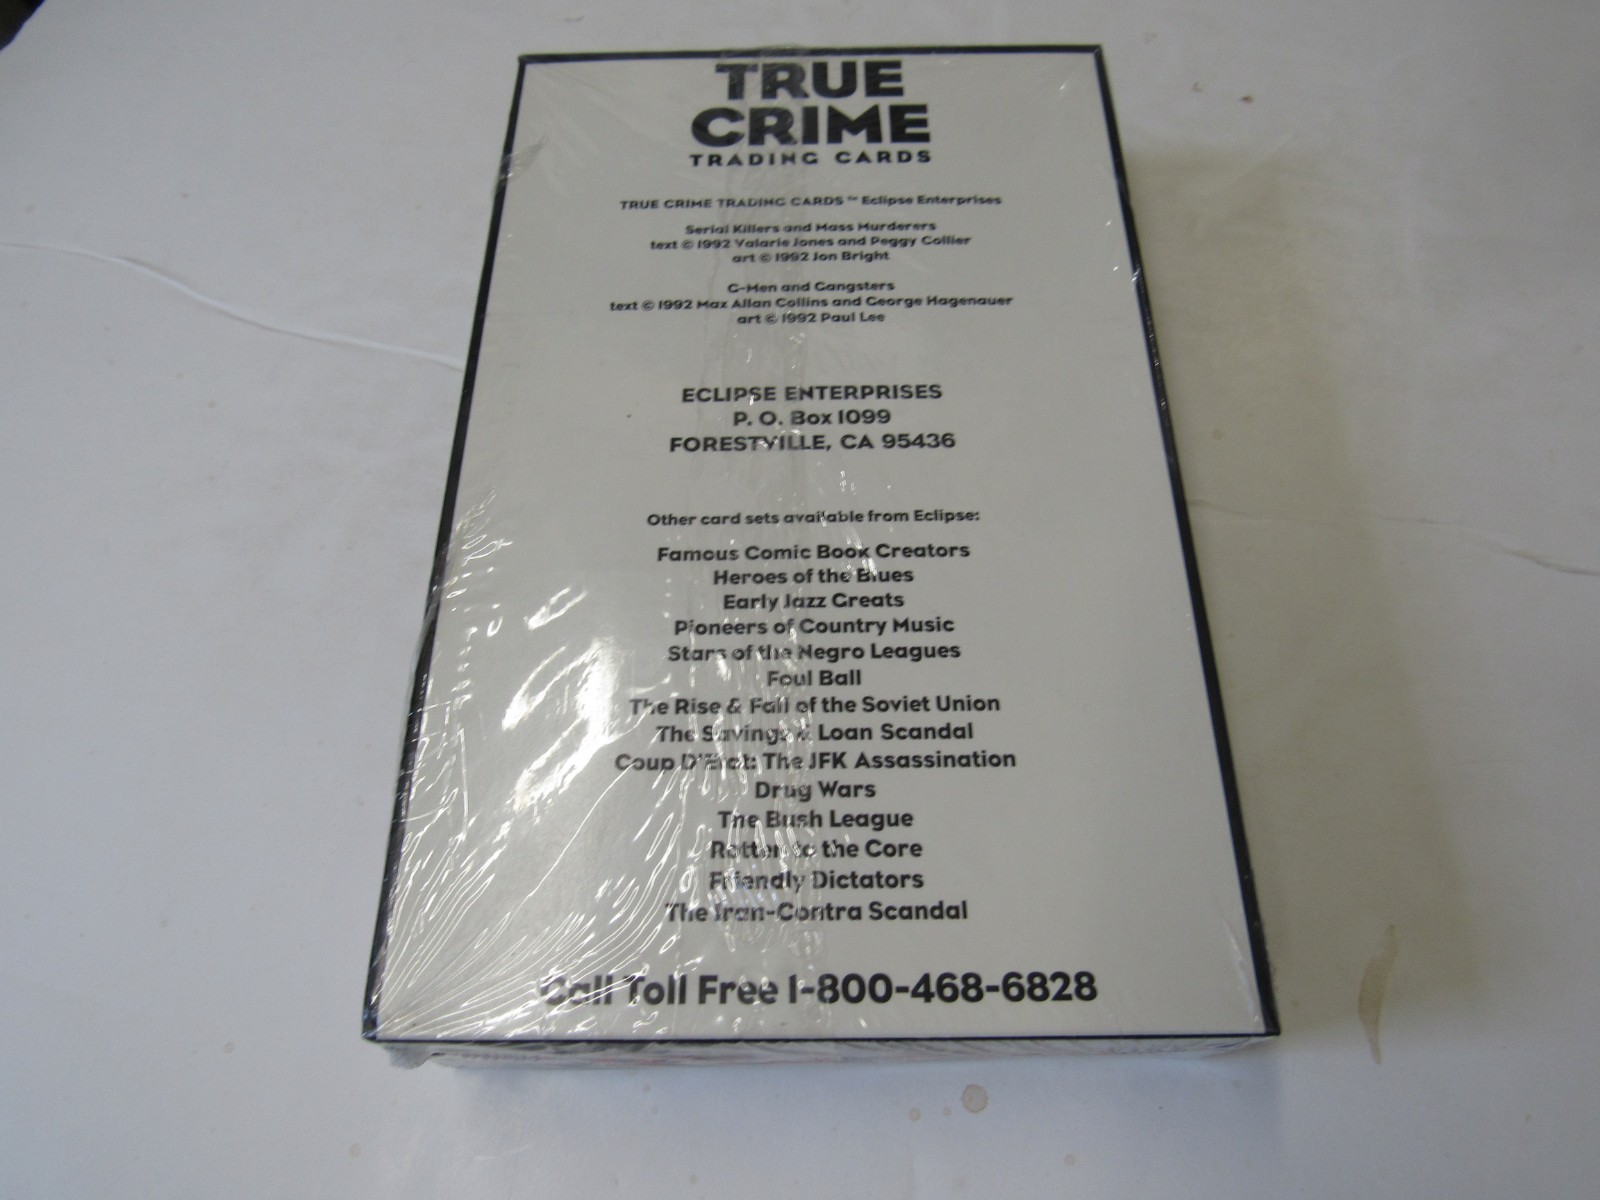 TRUE
CRIME
TRADING CARDS
TRUE CRIME TRADING CARDS ™ Eclipse Enterprises
Serial Killers and Mass Murderers
text © 1992 Valarie Jones and Peggy Collier
art © 1992 Jon Bright
G-Men and Gangsters
text © 1992 Max Allan Collins and George Hagenauer
art © 1992 Paul Lee
ECLIPSE ENTERPRISES
P. O. Box 1099
FORESTVILLE, CA 95436
Other card sets available from Eclipse:
Famous Comic Book Creators
Heroes of the Blues
Early Jazz Greats
Pioneers of Country Music
Stars of the Negro Leagues
Foul Ball
The Rise & Fall of the Soviet Union
The Savings & Loan Scandal
Coup D'Etat: The JFK Assassination
Drug Wars
The Bush League
Rotten to the Core
Friendly Dictators
The Iran-Contra Scandal
Call Toll Free 1-800-468-6828